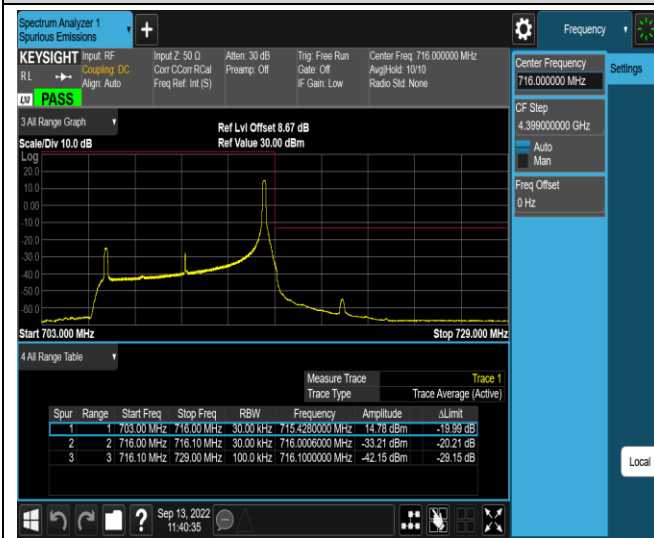 Spectrum Analyzer 1
Spurious Emissions
+
Frequency
KEYSIGHT
RL
LXI PASS
Input: RF
Coupling: DC
Align: Auto
Input Z: 50 Ω
Corr CCorr RCal
Freq Ref: Int (S)
Atten: 30 dB
Preamp: Off
Trig: Free Run
Gate: Off
IF Gain: Low
Center Freq: 716.000000 MHz
Avg|Hold: 10/10
Radio Std: None
Center Frequency
716.000000 MHz
Settings
CF Step
4.399000000 GHz
Auto
Man
Freq Offset
0 Hz
3 All Range Graph
Scale/Div 10.0 dB
Ref Lvl Offset 8.67 dB
Ref Value 30.00 dBm
Log
20.0
10.0
0.00
-10.0
-20.0
-30.0
-40.0
-50.0
-60.0
Start 703.000 MHz
Stop 729.000 MHz
4 All Range Table
Measure Trace Trace 1
Trace Type Trace Average (Active)
Spur Range Start Freq Stop Freq RBW Frequency Amplitude ΔLimit
1 1 703.00 MHz 716.00 MHz 30.00 kHz 715.4280000 MHz 14.78 dBm -19.99 dB
2 2 716.00 MHz 716.10 MHz 30.00 kHz 716.0006000 MHz -33.21 dBm -20.21 dB
3 3 716.10 MHz 729.00 MHz 100.0 kHz 716.1000000 MHz -42.15 dBm -29.15 dB
Local
?
Sep 13, 2022
11:40:35